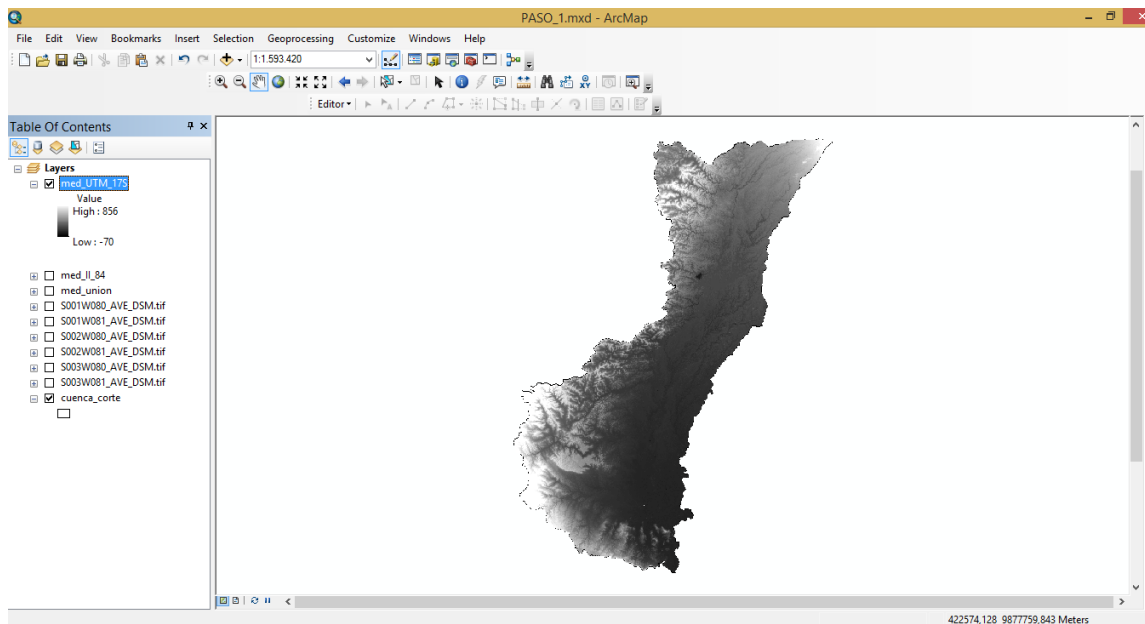 PASO_1.mxd - ArcMap
File Edit View Bookmarks Insert Selection Geoprocessing Customize Windows Help
1:1.593.420
Editor
Table Of Contents
Layers
med_UTM_17S
Value
High : 856
Low : -70
med_ll_84
med_union
S001W080_AVE_DSM.tif
S001W081_AVE_DSM.tif
S002W080_AVE_DSM.tif
S002W081_AVE_DSM.tif
S003W080_AVE_DSM.tif
S003W081_AVE_DSM.tif
cuenca_corte
422574,128 9877759,843 Meters